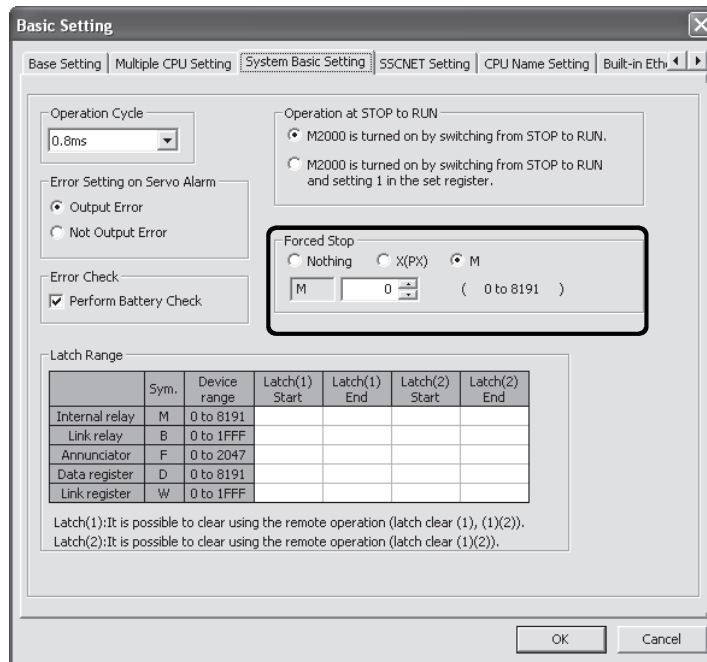 Basic Setting
Base Setting Multiple CPU Setting System Basic Setting SSCNET Setting CPU Name Setting Built-in Eth
Operation Cycle
0.8ms
Operation at STOP to RUN
M2000 is turned on by switching from STOP to RUN.
M2000 is turned on by switching from STOP to RUN
and setting 1 in the set register.
Error Setting on Servo Alarm
Output Error
Not Output Error
Forced Stop
Nothing X(PX) M
M 0 ( 0 to 8191 )
Error Check
Perform Battery Check
Latch Range
Sym. Device range Latch(1) Start Latch(1) End Latch(2) Start Latch(2) End
Internal relay M 0 to 8191
Link relay B 0 to 1FFF
Annunciator F 0 to 2047
Data register D 0 to 8191
Link register W 0 to 1FFF
Latch(1):It is possible to clear using the remote operation (latch clear (1), (1)(2)).
Latch(2):It is possible to clear using the remote operation (latch clear (1)(2)).
OK Cancel